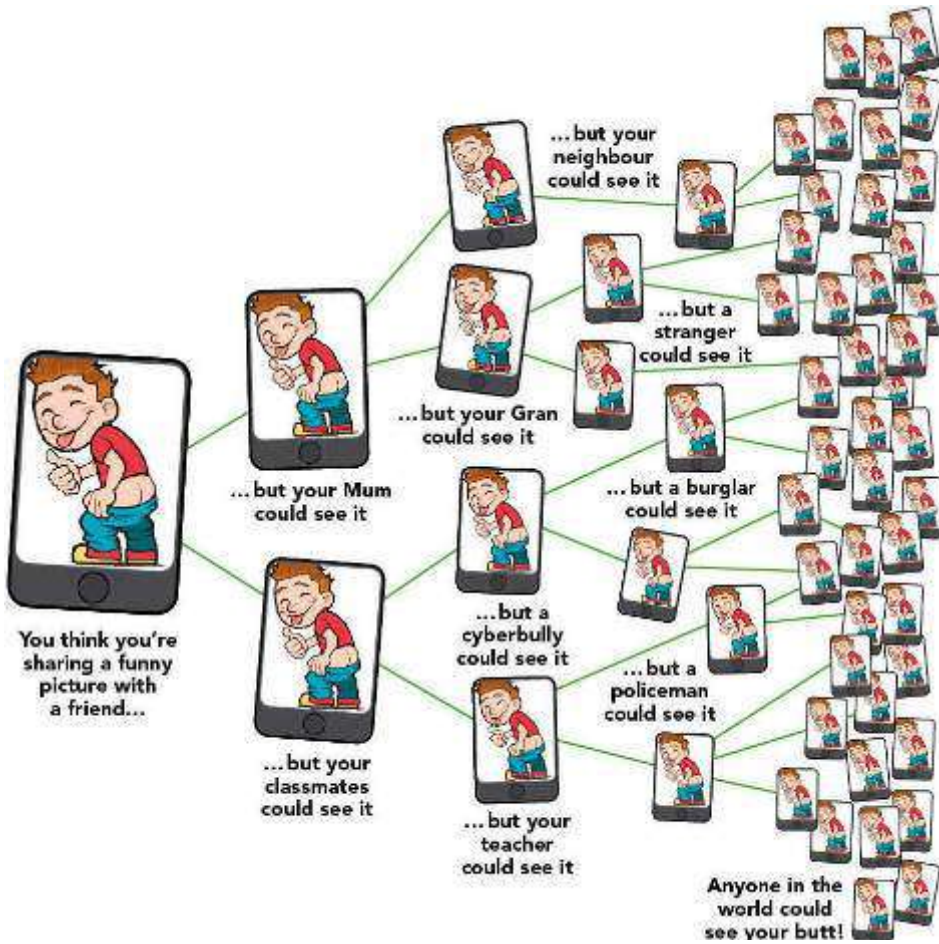 You think you're
sharing a funny
picture with
a friend...
...but your Mum
could see it
...but your
classmates
could see it
...but your Gran
could see it
...but a
cyberbully
could see it
...but your
teacher
could see it
...but your
neighbour
could see it
...but a
stranger
could see it
...but a burglar
could see it
...but a
policeman
could see it
Anyone in the
world could
see your butt!